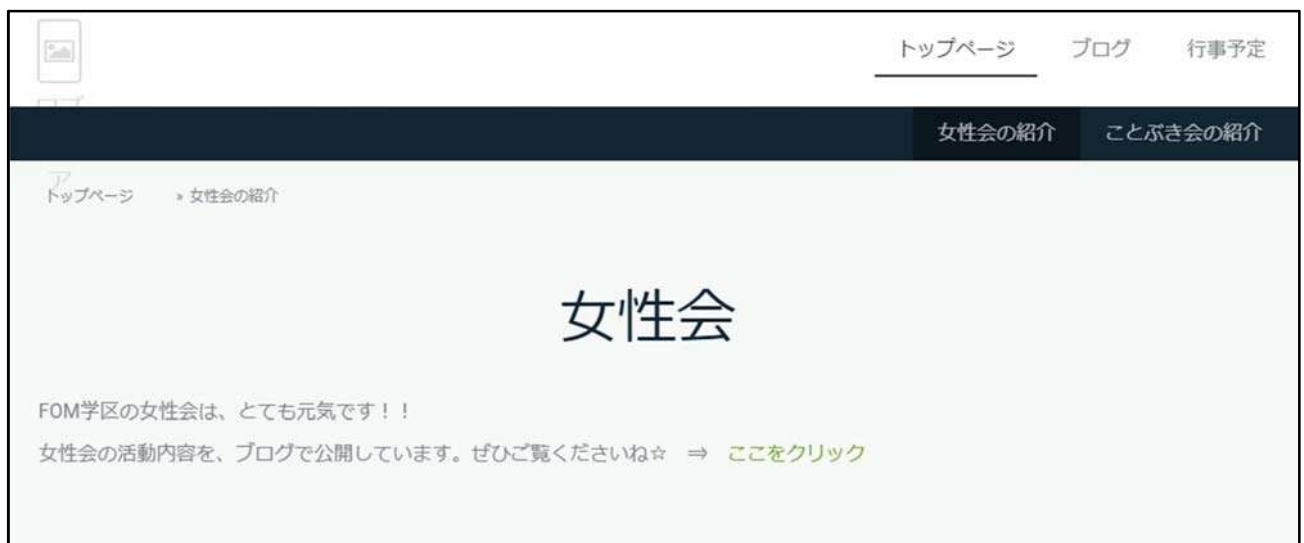 トップページ ブログ 行事予定
女性会の紹介 ことぶき会の紹介
トップページ » 女性会の紹介
女性会
FOM学区の女性会は、とても元気です！！
女性会の活動内容を、ブログで公開しています。ぜひご覧くださいね☆ ⇒ ここをクリック